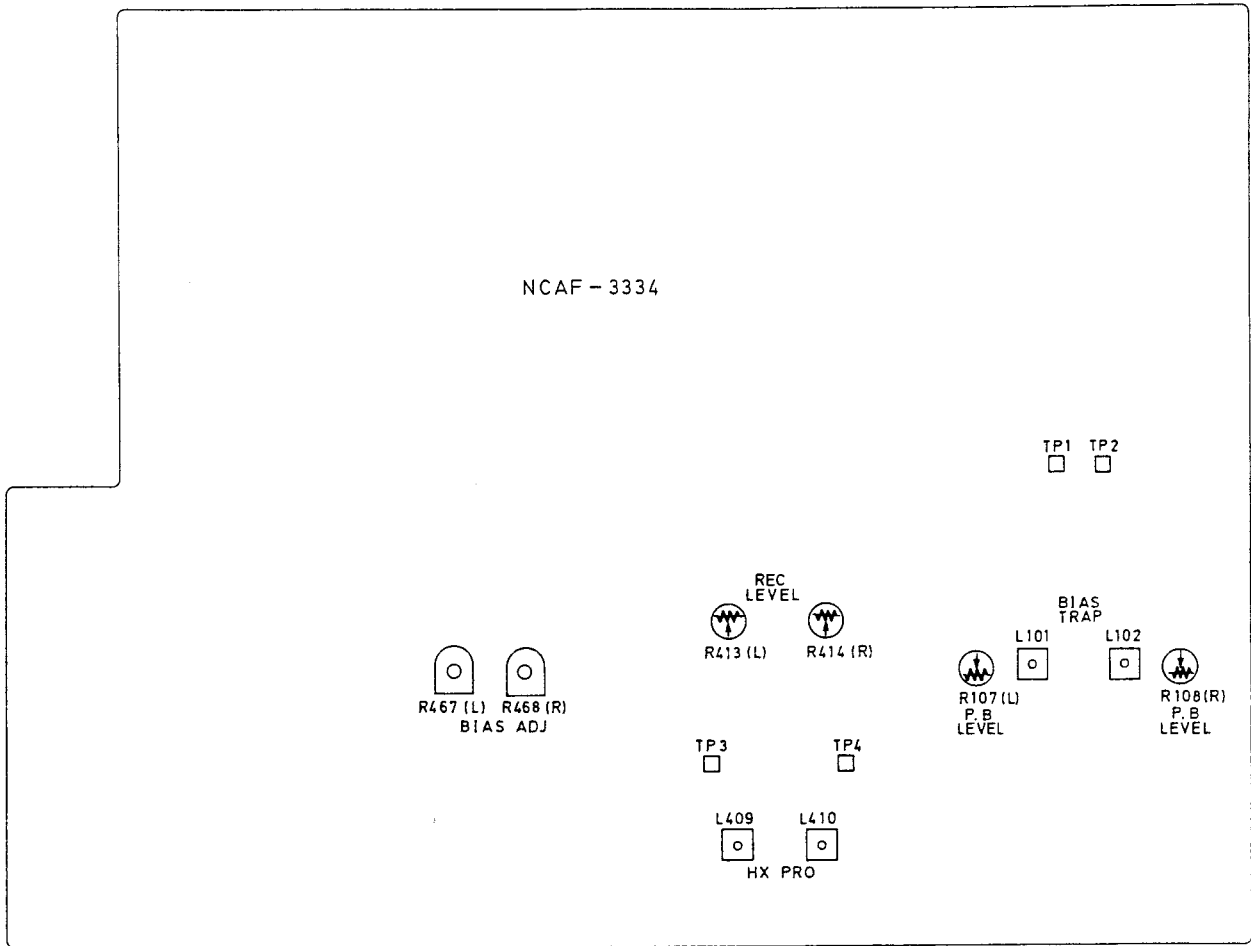 NCAF-3334
TP1 TP2
REC
LEVEL
R413(L) R414(R)
BIAS
TRAP
L101 L102
R467(L) R468(R)
BIAS ADJ
R107(L)
P.B
LEVEL
R108(R)
P.B
LEVEL
TP3 TP4
L409 L410
HX PRO